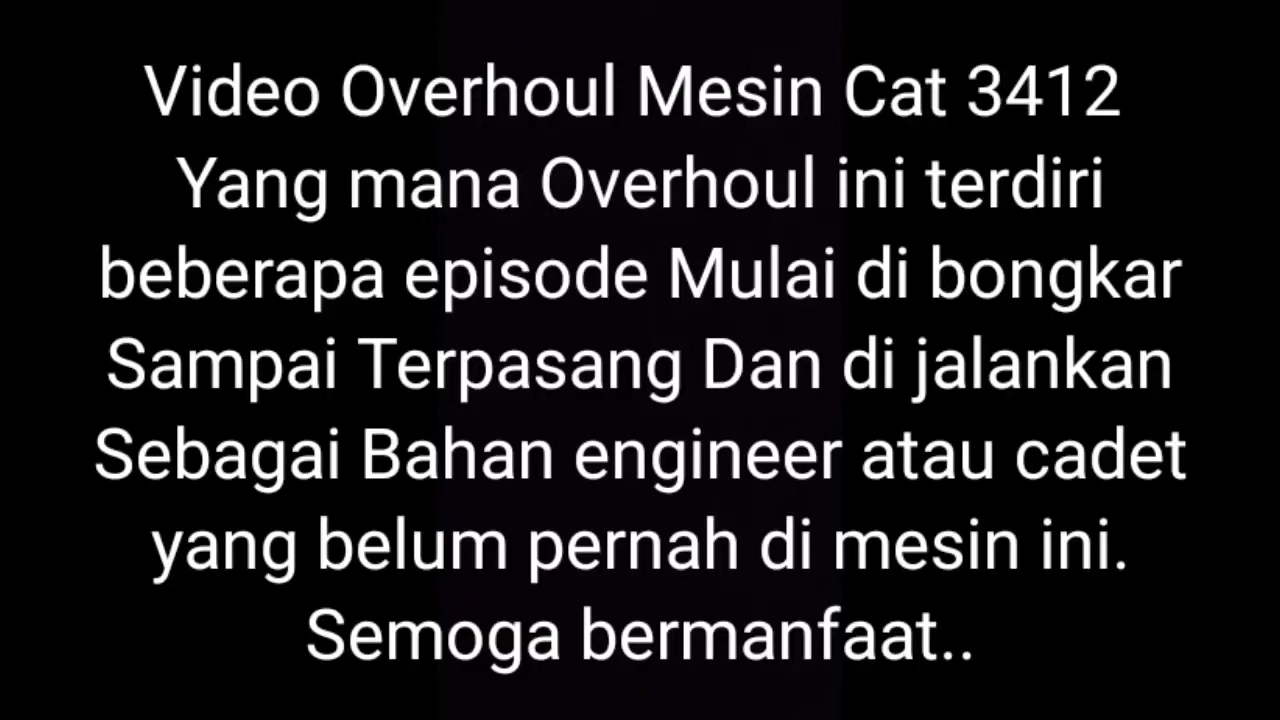 Video Overhoul Mesin Cat 3412
Yang mana Overhoul ini terdiri
beberapa episode Mulai di bongkar
Sampai Terpasang Dan di jalankan
Sebagai Bahan engineer atau cadet
yang belum pernah di mesin ini.
Semoga bermanfaat..